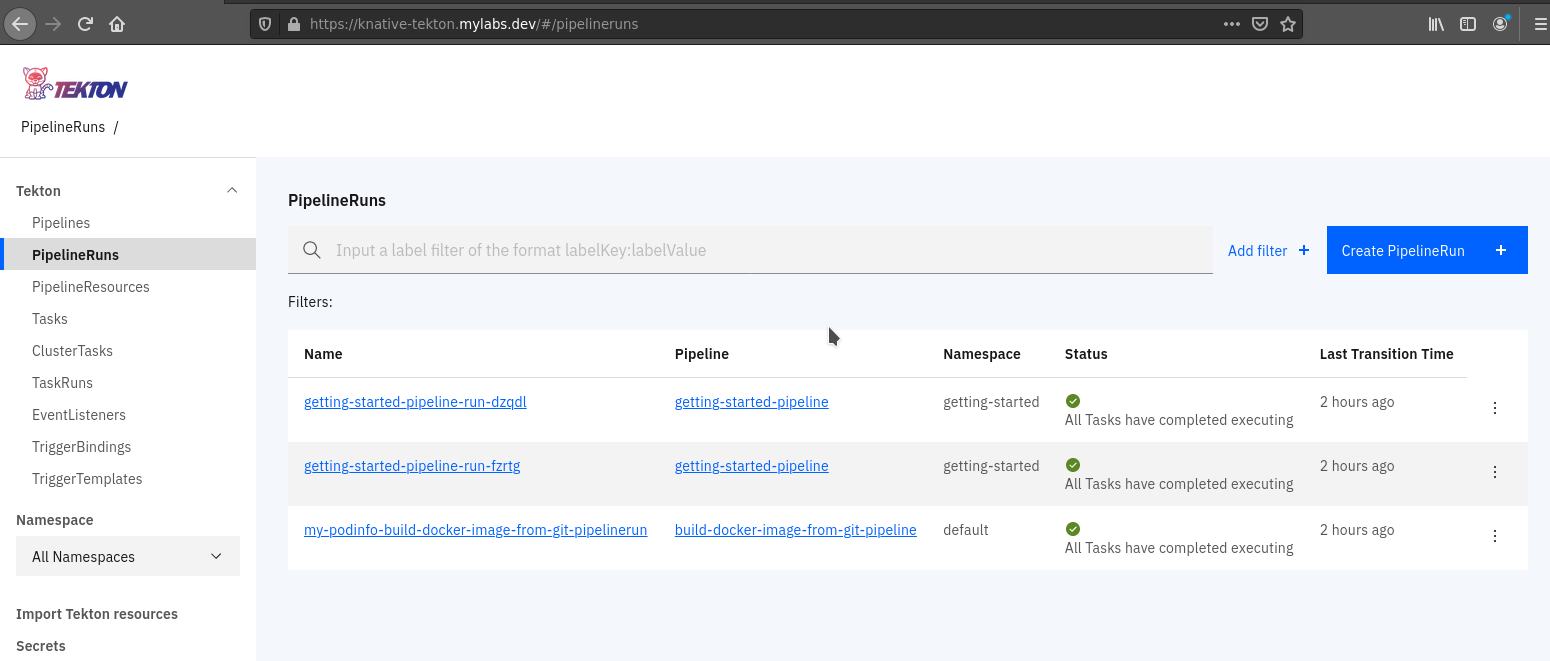 https://knative-tekton.mylabs.dev/#/pipelineruns
TEKTON
PipelineRuns /
Tekton
Pipelines
PipelineRuns
PipelineResources
Tasks
ClusterTasks
TaskRuns
EventListeners
TriggerBindings
TriggerTemplates
Namespace
All Namespaces
Import Tekton resources
Secrets
PipelineRuns
Input a label filter of the format labelKey:labelValue
Add filter +
Create PipelineRun +
Filters:
Name Pipeline Namespace Status Last Transition Time
getting-started-pipeline-run-dzqdl getting-started-pipeline getting-started 2 hours ago
All Tasks have completed executing
getting-started-pipeline-run-fzrtg getting-started-pipeline getting-started 2 hours ago
All Tasks have completed executing
my-podinfo-build-docker-image-from-git-pipelinerun build-docker-image-from-git-pipeline default 2 hours ago
All Tasks have completed executing